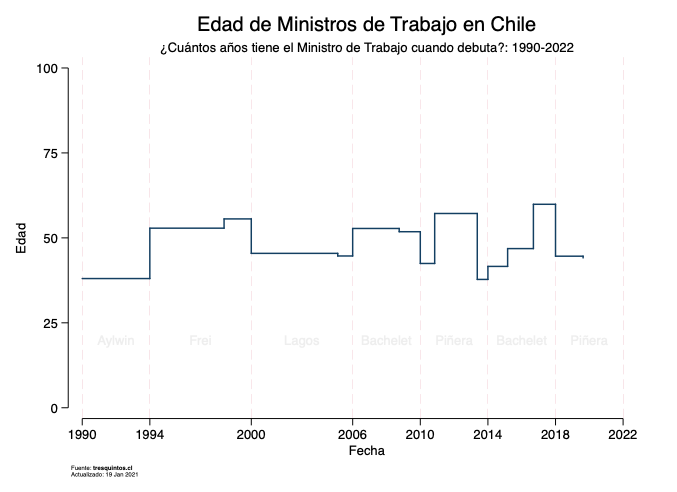 Edad de Ministros de Trabajo en Chile
¿Cuántos años tiene el Ministro de Trabajo cuando debuta?: 1990-2022
100
75
50
25
0
Edad
Aylwin Frei Lagos Bachelet Piñera Bachelet Piñera
1990 1994 2000 2006 2010 2014 2018 2022
Fecha
Fuente: tresquintos.cl
Actualizado: 19 Jan 2021